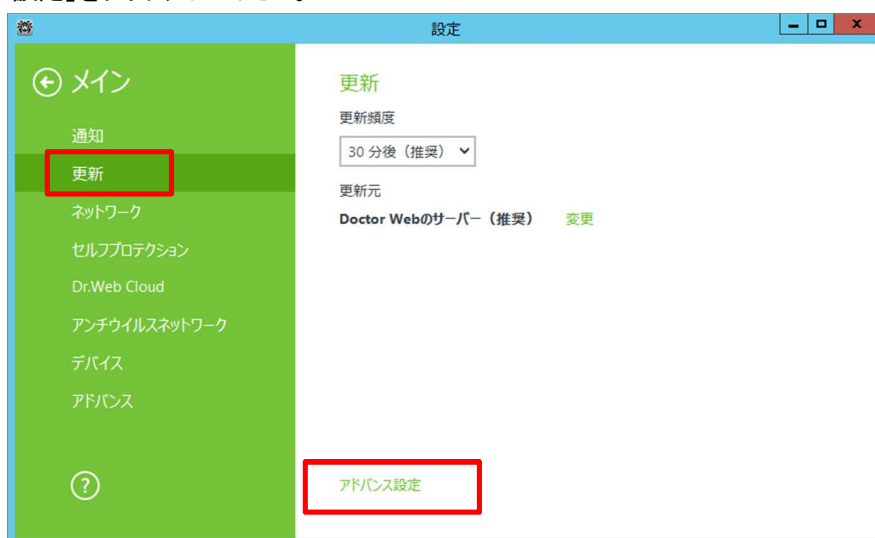 設定
メイン
通知
更新
ネットワーク
セルフプロテクション
Dr.Web Cloud
アンチウイルスネットワーク
デバイス
アドバンス
?
更新
更新頻度
30 分後（推奨）
更新元
Doctor Webのサーバー（推奨） 変更
アドバンス設定